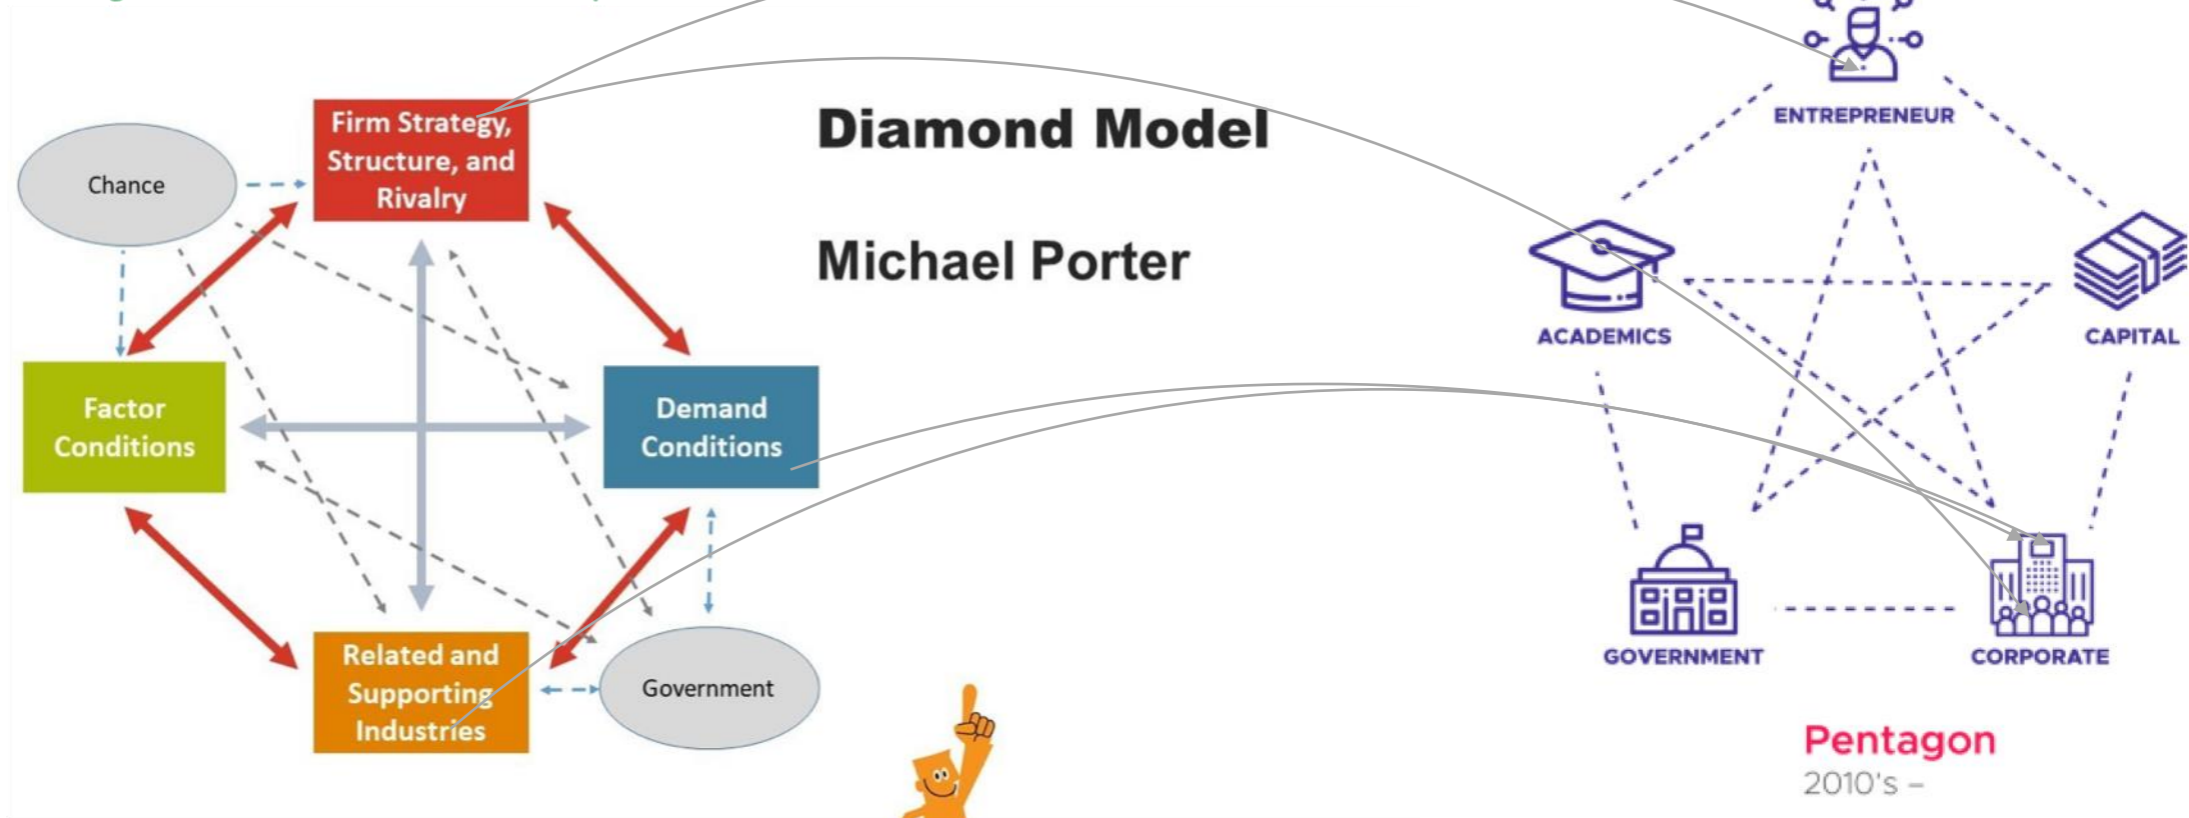 Firm Strategy,
Structure, and
Rivalry
Chance
Factor
Conditions
Demand
Conditions
Related and
Supporting
Industries
Government
Diamond Model
Michael Porter
ENTREPRENEUR
ACADEMICS
CAPITAL
GOVERNMENT
CORPORATE
Pentagon
2010's –